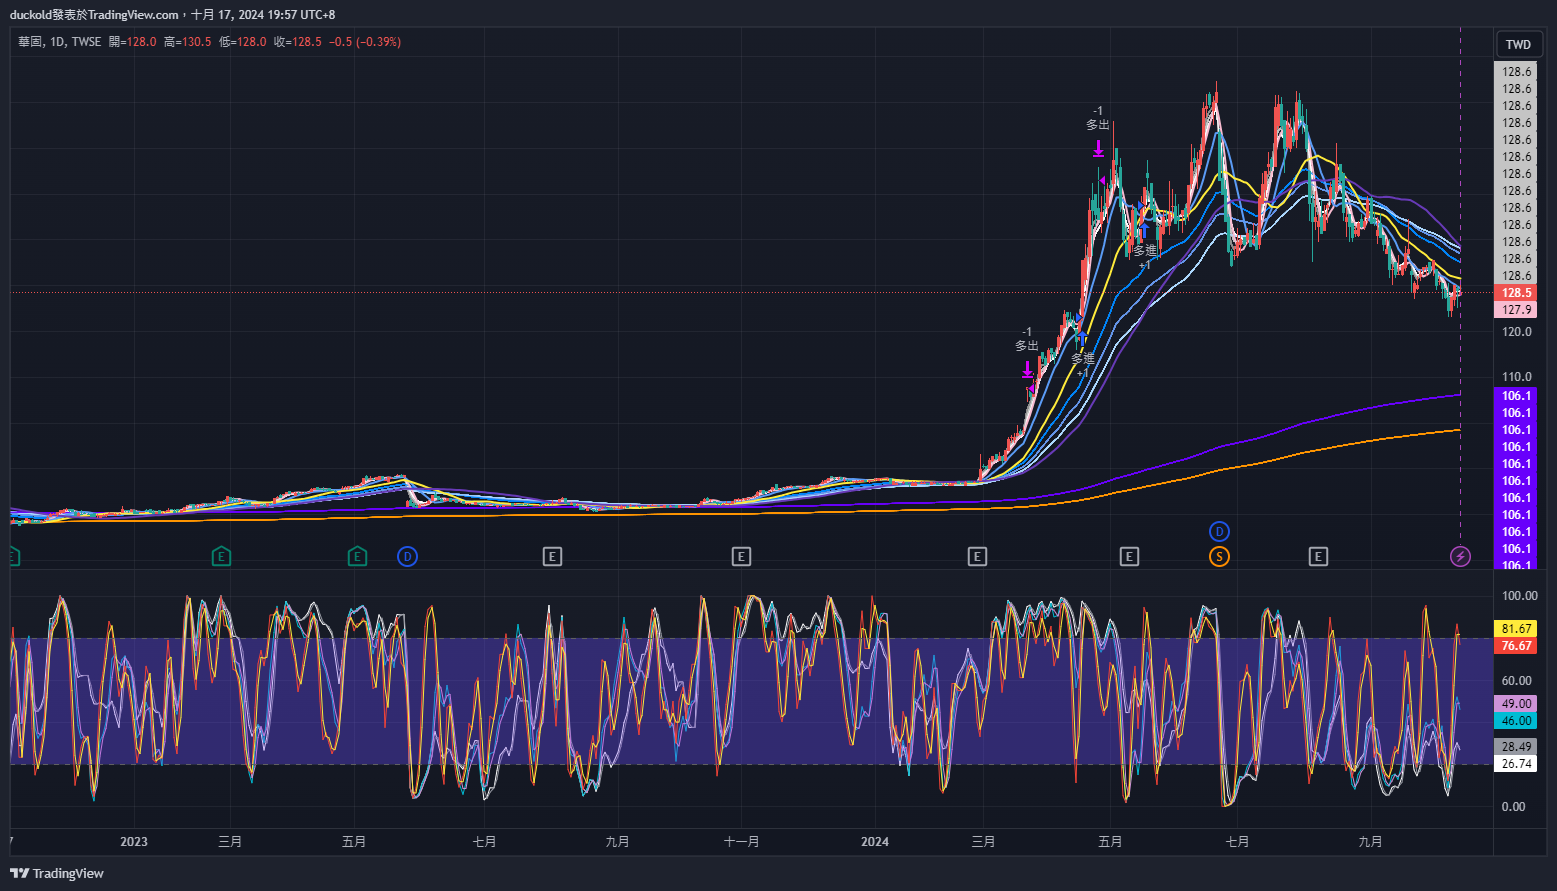 duckold發表於TradingView.com，十月 17, 2024 19:57 UTC+8
華固, 1D, TWSE 開=128.0 高=130.5 低=128.0 收=128.5 −0.5 (−0.39%)
TWD
128.6
128.6
128.6
128.6
128.6
128.6
128.6
128.6
128.6
128.6
128.6
128.6
128.6
128.5
127.9
120.0
110.0
106.1
106.1
106.1
106.1
106.1
106.1
106.1
106.1
106.1
106.1
106.1
-1
多出
多進
+1
-1
多出
多進
+1
E
E
E
D
E
E
E
E
D
S
E
100.00
81.67
76.67
60.00
49.00
46.00
28.49
26.74
0.00
2023
三月
五月
七月
九月
十一月
2024
三月
五月
七月
九月
TradingView